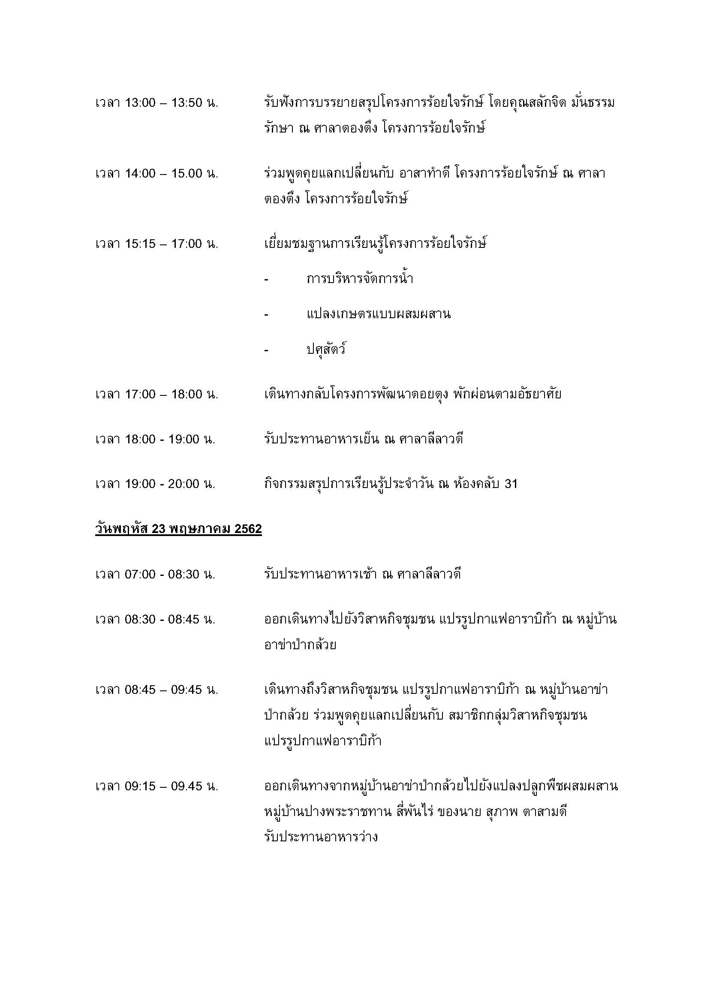 เวลา 13:00 – 13:50 น. รับฟังการบรรยายสรุปโครงการร้อยใจรักษ์ โดยคุณสลักจิต มั่นธรรม
รักษา ณ ศาลาตองตึง โครงการร้อยใจรักษ์
เวลา 14:00 – 15.00 น. ร่วมพูดคุยแลกเปลี่ยนกับ อาสาทำดี โครงการร้อยใจรักษ์ ณ ศาลา
ตองตึง โครงการร้อยใจรักษ์
เวลา 15:15 – 17:00 น. เยี่ยมชมฐานการเรียนรู้โครงการร้อยใจรักษ์
- การบริหารจัดการน้ำ
- แปลงเกษตรแบบผสมผสาน
- ปศุสัตว์
เวลา 17:00 – 18:00 น. เดินทางกลับโครงการพัฒนาดอยตุง พักผ่อนตามอัธยาศัย
เวลา 18:00 - 19:00 น. รับประทานอาหารเย็น ณ ศาลาลีลาวดี
เวลา 19:00 - 20:00 น. กิจกรรมสรุปการเรียนรู้ประจำวัน ณ ห้องคลับ 31
วันพฤหัส 23 พฤษภาคม 2562
เวลา 07:00 - 08:30 น. รับประทานอาหารเช้า ณ ศาลาลีลาวดี
เวลา 08:30 - 08:45 น. ออกเดินทางไปยังวิสาหกิจชุมชน แปรรูปกาแฟอาราบิก้า ณ หมู่บ้าน
อาข่าป่ากล้วย
เวลา 08:45 – 09:45 น. เดินทางถึงวิสาหกิจชุมชน แปรรูปกาแฟอาราบิก้า ณ หมู่บ้านอาข่า
ป่ากล้วย ร่วมพูดคุยแลกเปลี่ยนกับ สมาชิกกลุ่มวิสาหกิจชุมชน
แปรรูปกาแฟอาราบิก้า
เวลา 09:15 – 09.45 น. ออกเดินทางจากหมู่บ้านอาข่าป่ากล้วยไปยังแปลงปลูกพืชผสมผสาน
หมู่บ้านปางพระราชทาน สี่พันไร่ ของนาย สุภาพ ตาสามดี
รับประทานอาหารว่าง